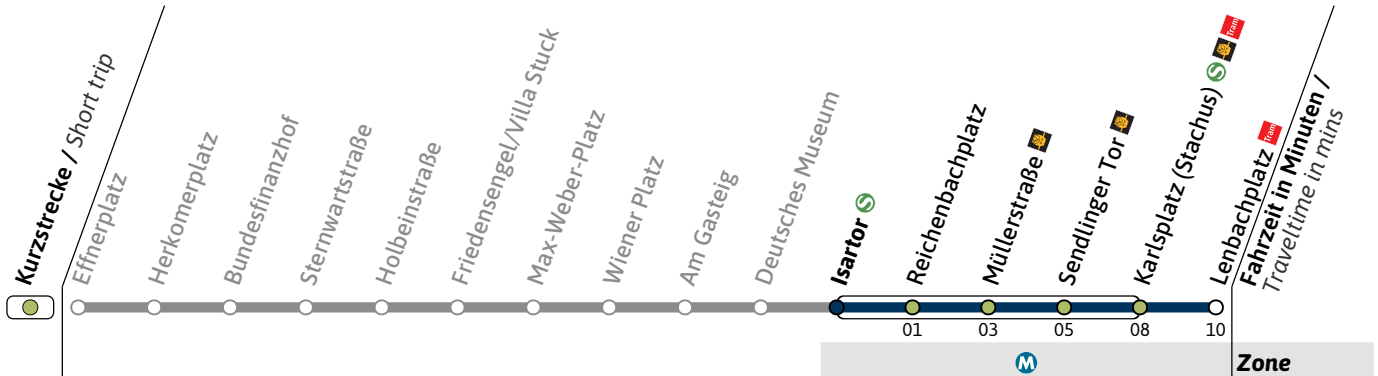 Kurzstrecke / Short trip
Effnerplatz
Herkomerplatz
Bundesfinanzhof
Sternwartstraße
Holbeinstraße
Friedensengel/Villa Stuck
Max-Weber-Platz
Wiener Platz
Am Gasteig
Deutsches Museum
Isartor S
Reichenbachplatz
Müllerstraße
Sendlinger Tor
Karlsplatz (Stachus) S Tram
Lenbachplatz Tram
Fahrzeit in Minuten /
Traveltime in mins
01 03 05 08 10
M Zone